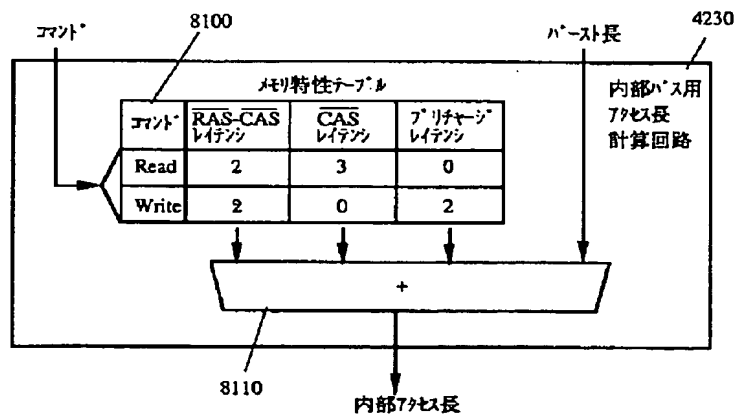 コマンド
8100
バースト長
4230
メモリ特性テーブル
内部バス用
アクセス長
計算回路
コマンド
RAS-CAS
レイテンシ
CAS
レイテンシ
プリチャージ
レイテンシ
Read
2
3
0
Write
2
0
2
+
8110
内部アクセス長